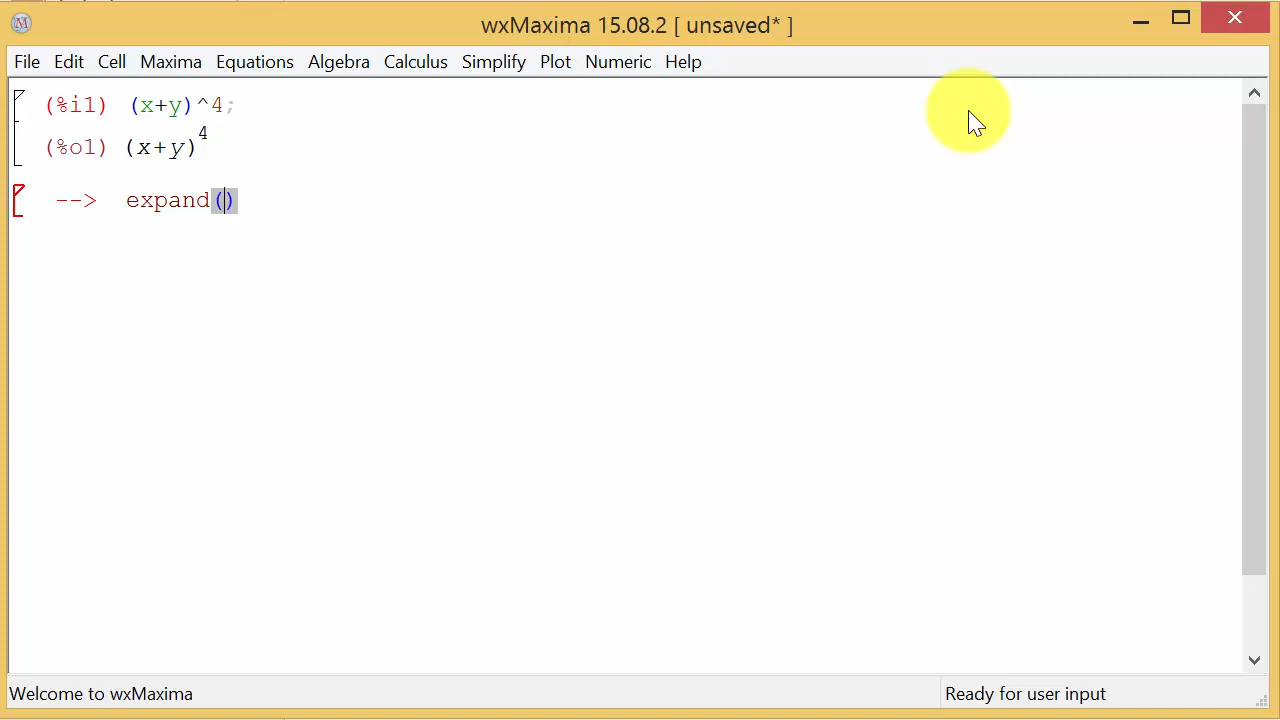 wxMaxima 15.08.2 [ unsaved* ]
File Edit Cell Maxima Equations Algebra Calculus Simplify Plot Numeric Help
(%i1) (x+y)^4;
(%o1) (x+y)⁴
--> expand()
Welcome to wxMaxima
Ready for user input